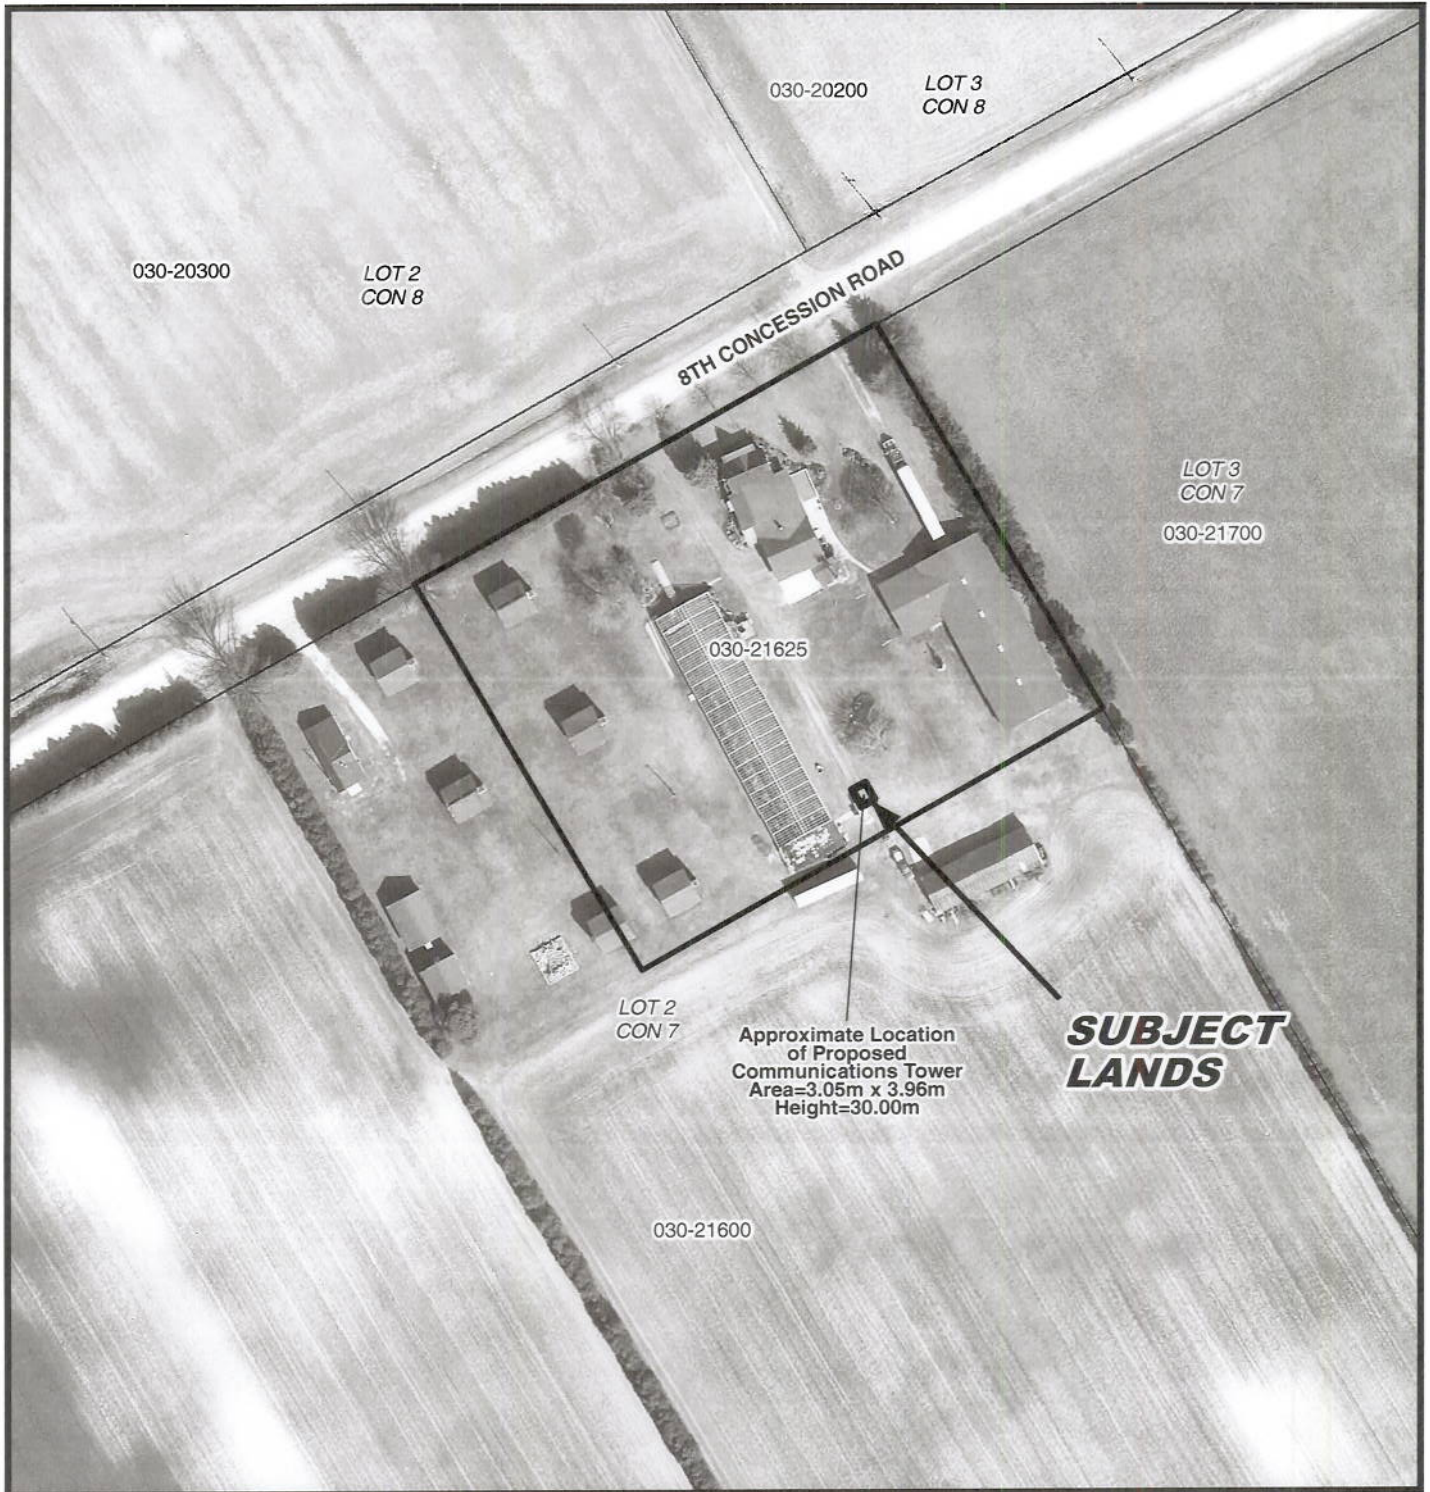 030-20200
LOT 3
CON 8
030-20300
LOT 2
CON 8
8TH CONCESSION ROAD
LOT 3
CON 7
030-21700
030-21625
LOT 2
CON 7
Approximate Location
of Proposed
Communications Tower
Area=3.05m x 3.96m
Height=30.00m
SUBJECT
LANDS
030-21600